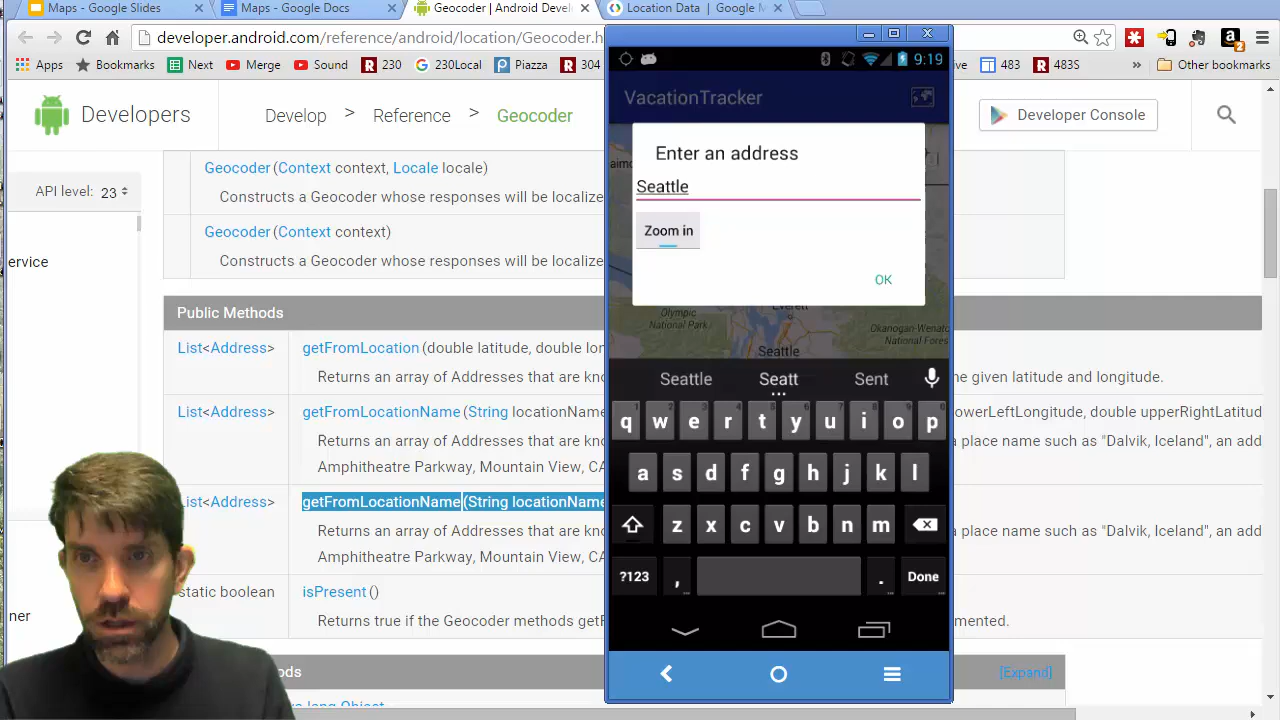 Maps - Google Slides
Maps - Google Docs
Geocoder | Android Devel
Location Data | Google M
developer.android.com/reference/android/location/Geocoder.h
Apps
Bookmarks
Next
Merge
Sound
230
230Local
Piazza
304
483
483S
Other bookmarks
Developers
Develop > Reference > Geocoder
Developer Console
API level: 23
ervice
ner
Geocoder (Context context, Locale locale)
Constructs a Geocoder whose responses will be localize
Geocoder (Context context)
Constructs a Geocoder whose responses will be localize
Public Methods
List<Address> getFromLocation (double latitude, double lon
Returns an array of Addresses that are kno
e given latitude and longitude.
List<Address> getFromLocationName (String locationName
owerLeftLongitude, double upperRightLatitud
Returns an array of Addresses that are kno
a place name such as "Dalvik, Iceland", an add
Amphitheatre Parkway, Mountain View, CA
List<Address> getFromLocationName (String locationName
Returns an array of Addresses that are kno
a place name such as "Dalvik, Iceland", an add
Amphitheatre Parkway, Mountain View, CA
static boolean isPresent ()
Returns true if the Geocoder methods getF
mented.
[Expand]
9:19
VacationTracker
Enter an address
Seattle
Zoom in
OK
Everett
Olympic
National Park
Okanogan-Wenato
National Fores
Seattle
Seattle Seatt Sent
q w e r t y u i o p
a s d f g h j k l
z x c v b n m
?123 , . Done